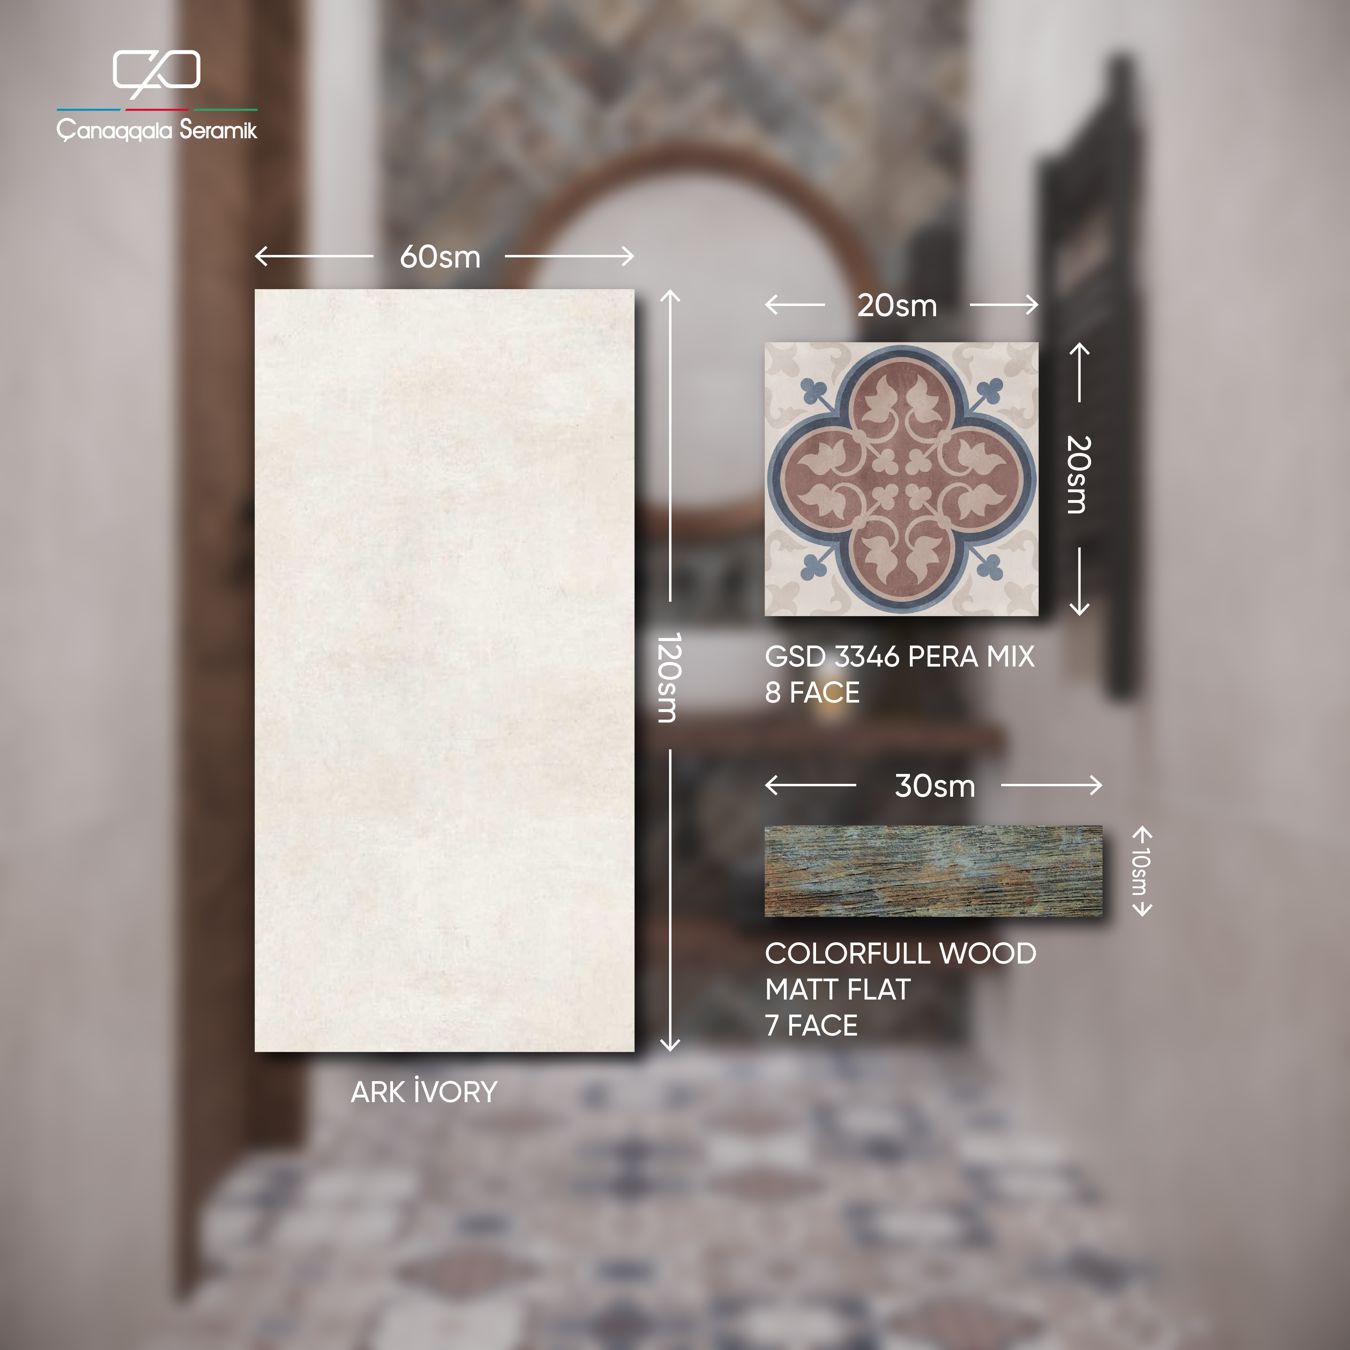 Çanaqqala Seramik
60sm
120sm
ARK İVORY
20sm
20sm
GSD 3346 PERA MIX
8 FACE
30sm
10sm
COLORFULL WOOD
MATT FLAT
7 FACE